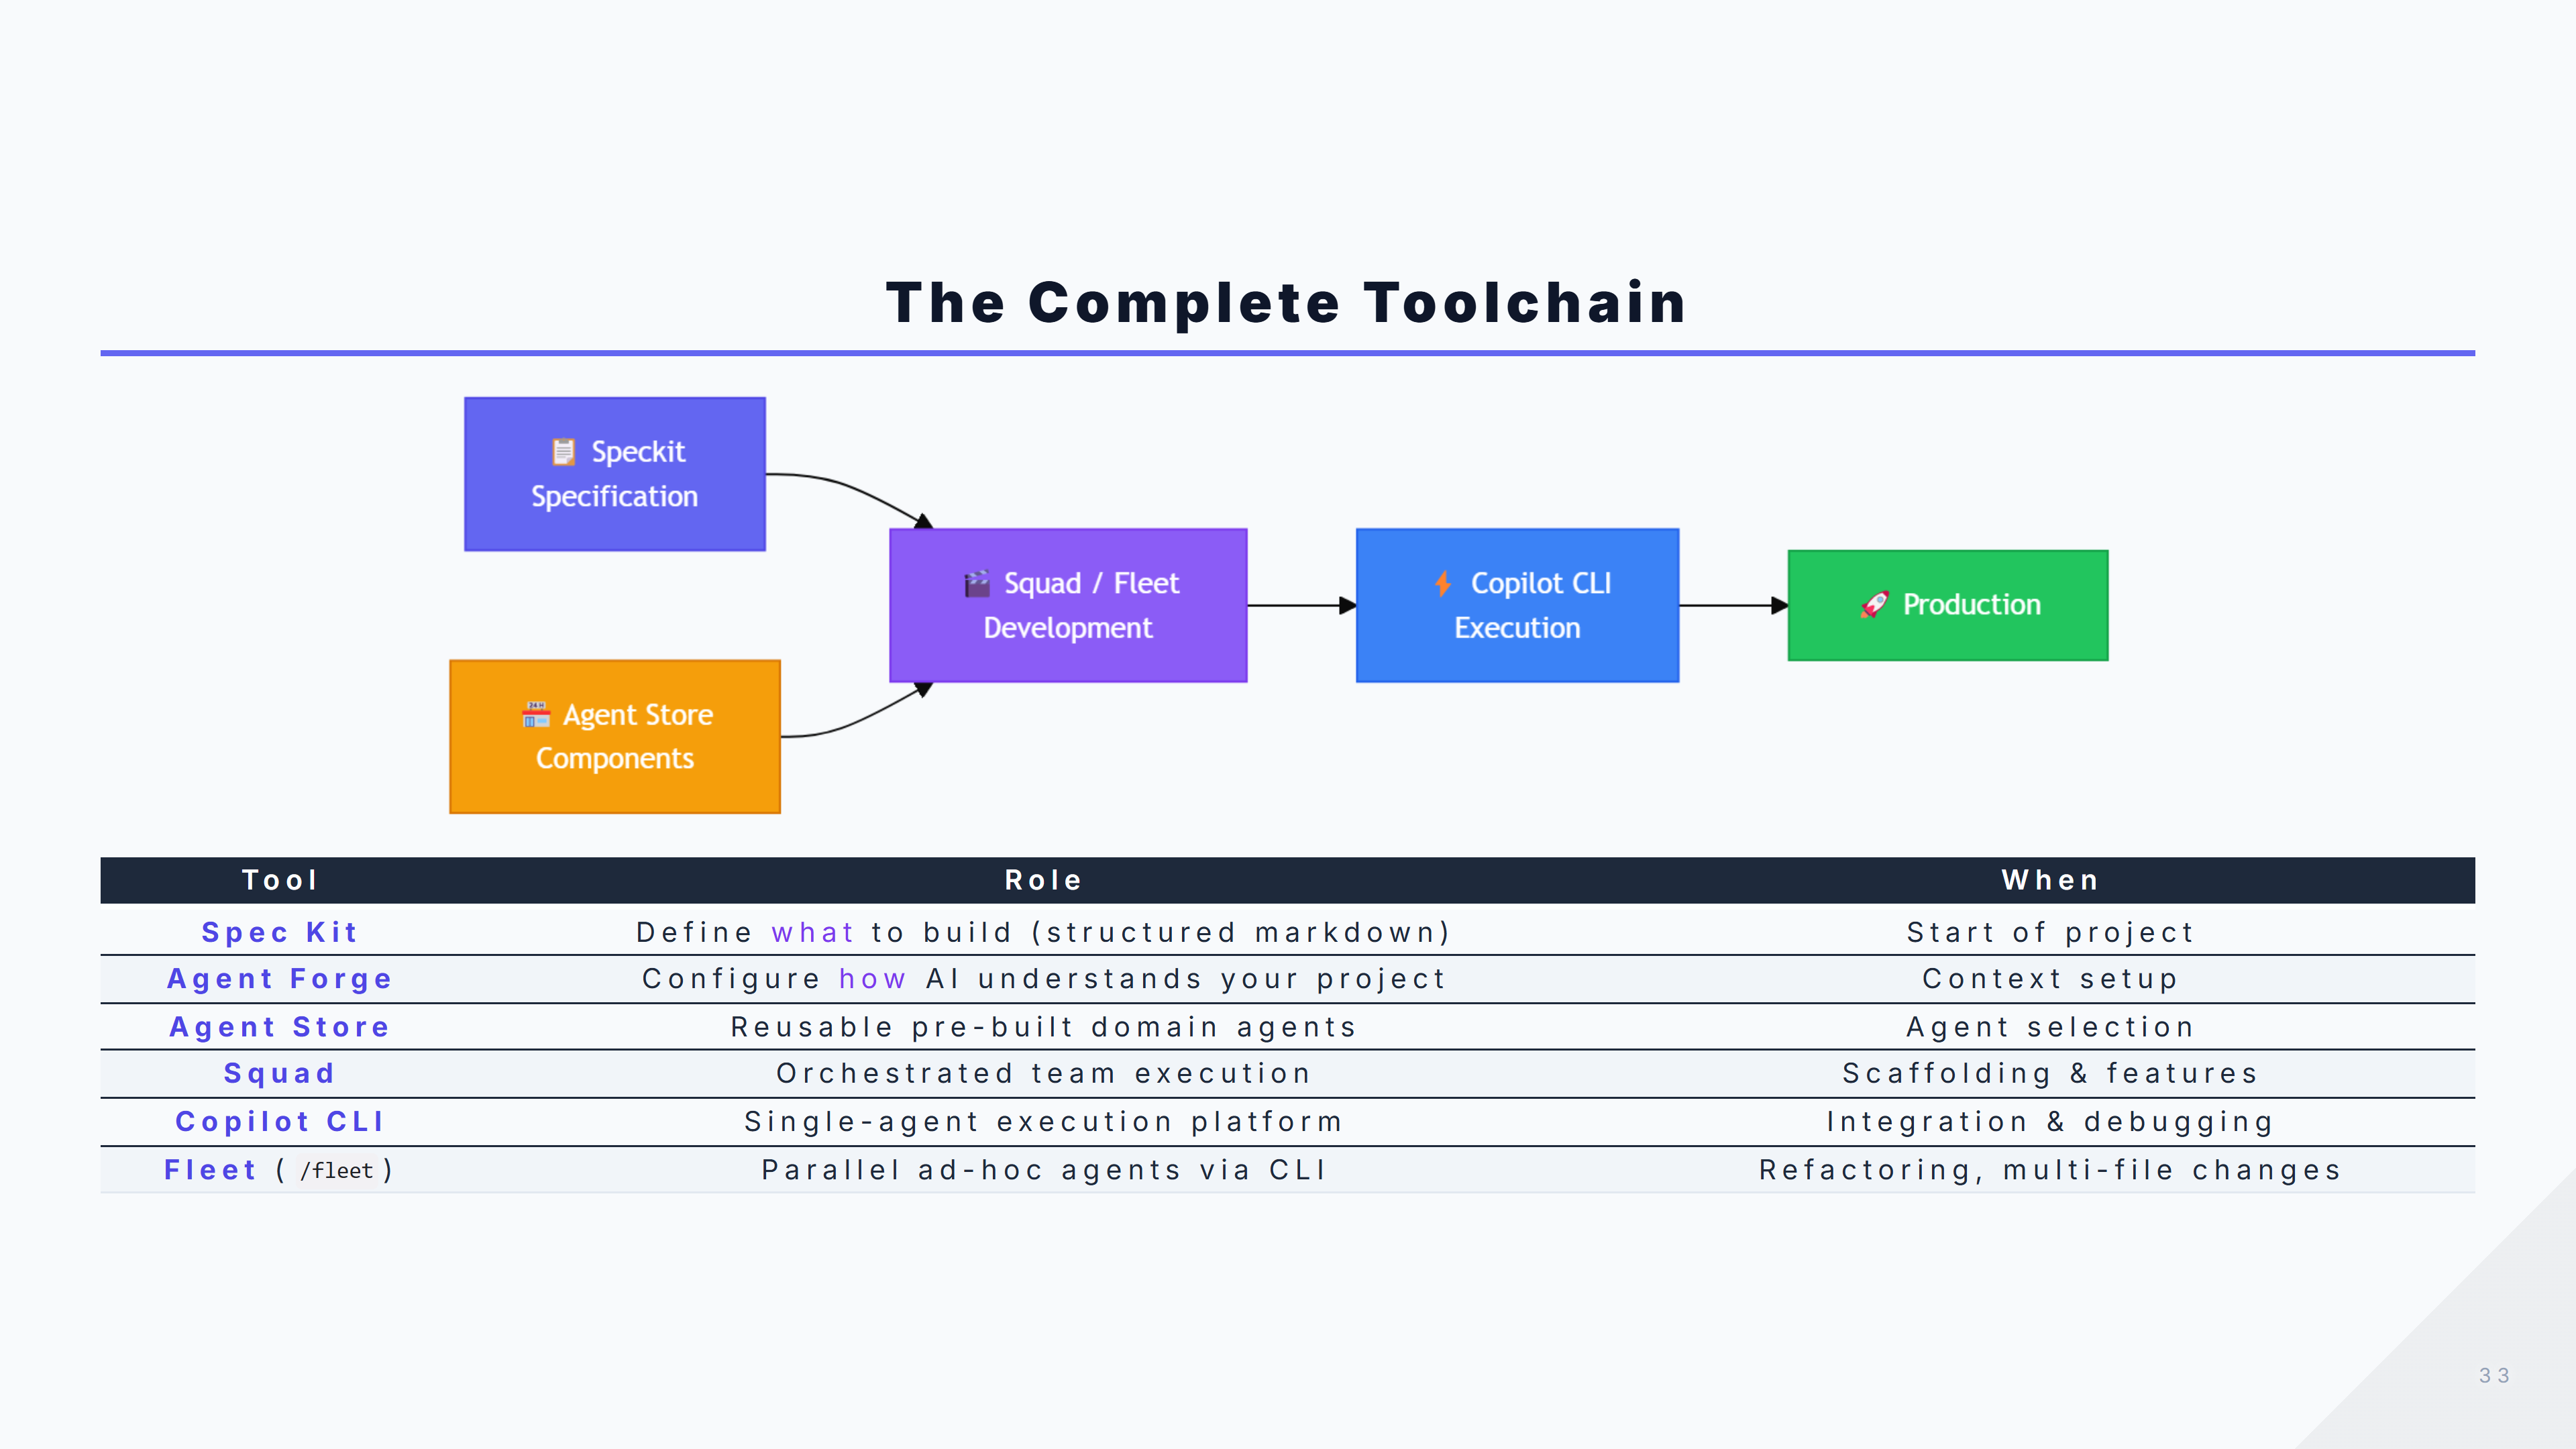 The Complete Toolchain
📋 Speckit
Specification
🎬 Squad / Fleet
Development
⚡ Copilot CLI
Execution
🚀 Production
🏪 Agent Store
Components
Tool Role When
Spec Kit Define what to build (structured markdown) Start of project
Agent Forge Configure how AI understands your project Context setup
Agent Store Reusable pre-built domain agents Agent selection
Squad Orchestrated team execution Scaffolding & features
Copilot CLI Single-agent execution platform Integration & debugging
Fleet ( /fleet ) Parallel ad-hoc agents via CLI Refactoring, multi-file changes
33